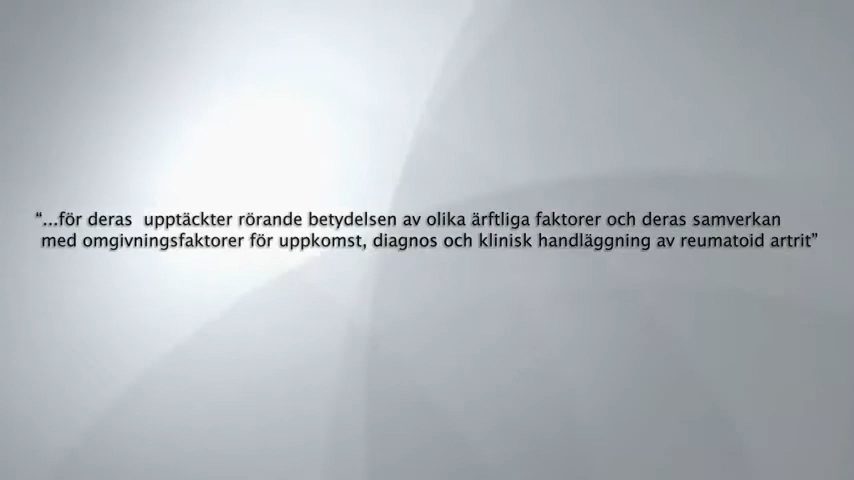 “...för deras  upptäckter rörande betydelsen av olika ärftliga faktorer och deras samverkan
med omgivningsfaktorer för uppkomst, diagnos och klinisk handläggning av reumatoid artrit”